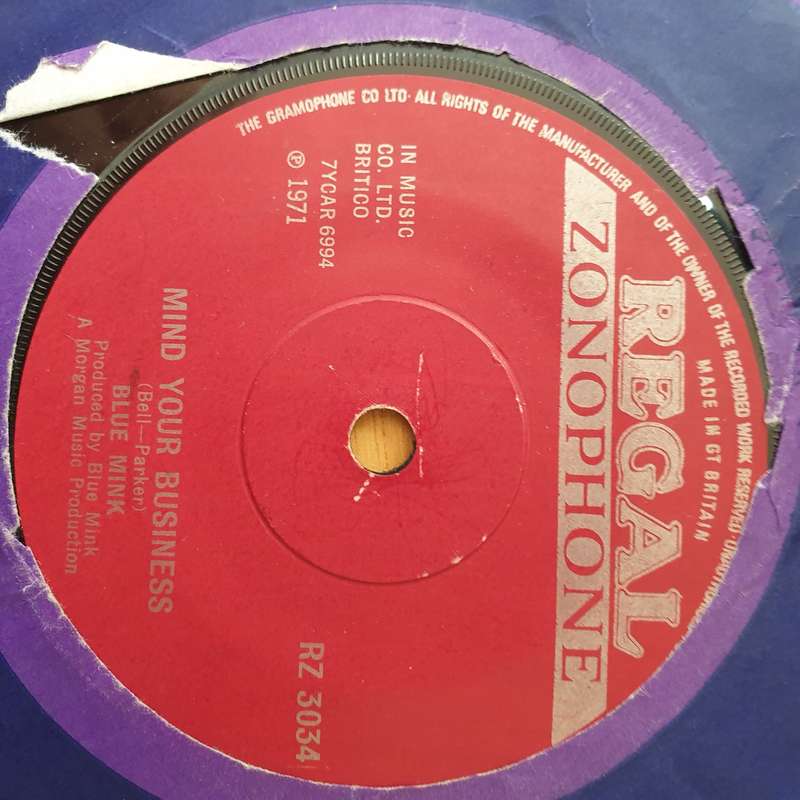 THE GRAMOPHONE CO LTD· ALL RIGHTS OF THE MANUFACTURER AND OF THE OWNER OF THE RECORDED WORK RESERVED·
MADE IN GT BRITAIN
REGAL
ZONOPHONE
IN MUSIC
CO. LTD.
BRITICO
7YCAR 6994
℗ 1971
RZ 3034
MIND YOUR BUSINESS
(Bell—Parker)
BLUE MINK
Produced by Blue Mink
A Morgan Music Production